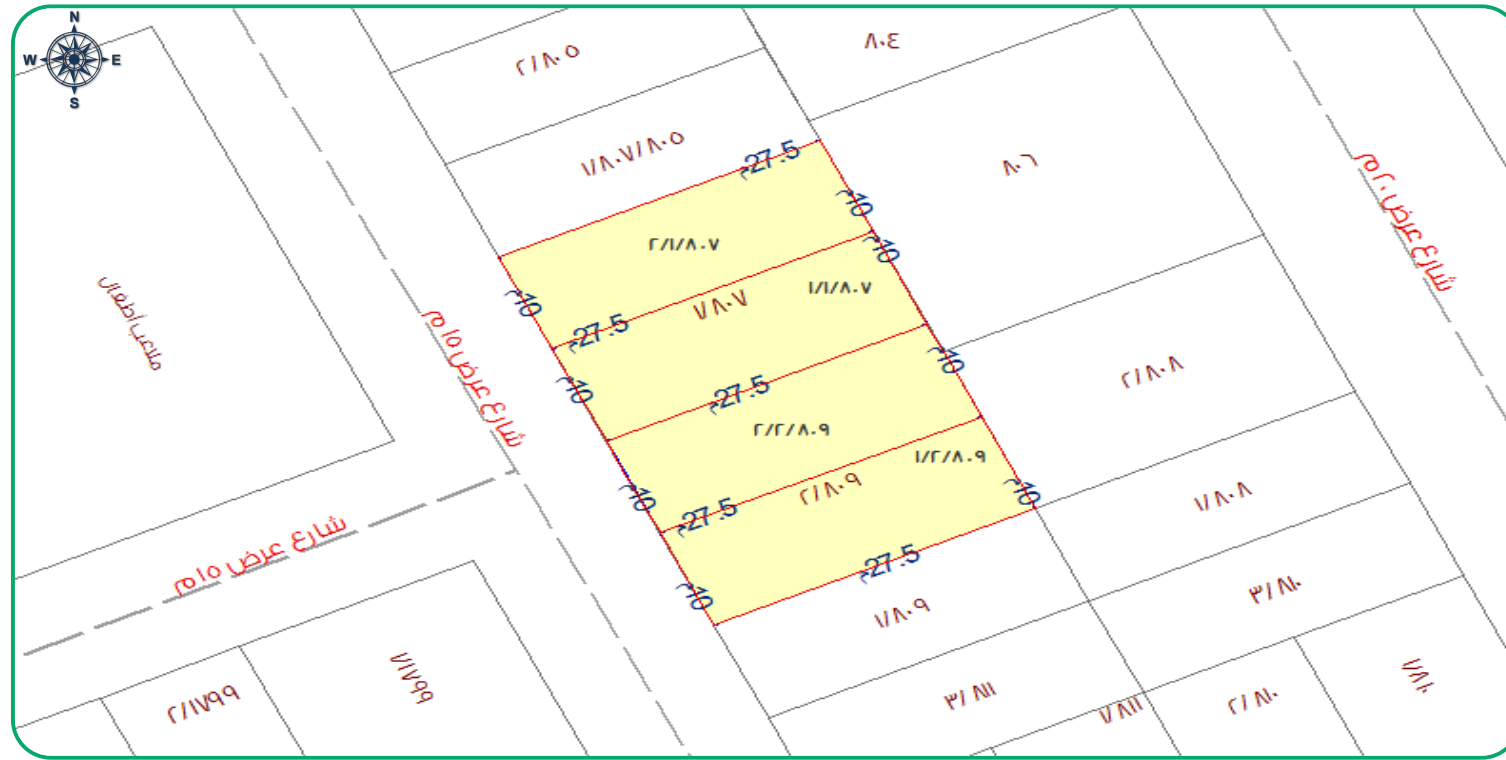 N
W
E
S
٢/٨٠٥
٨٠٤
١/٨٠٧/٨٠٥
27.5م
٨٠٦
شارع عرض ٢٠م
10م
٢/١/٨٠٧
10م
١/١/٨٠٧
١/٨٠٧
10م
27.5م
ملاعب أطفال
شارع عرض ١٥ م
10م
٢/٨٠٨
10م
27.5م
٢/٢/٨٠٩
١/٢/٨٠٩
٢/٨٠٩
10م
10م
27.5م
١/٨٠٨
شارع عرض ١٥م
27.5م
10م
١/٨٠٩
٣/٨١٠
١/١٧٩٩
٢/١٧٩٩
٣/٨١١
١/٨١١
٢/٨١٠
١/٨١٠